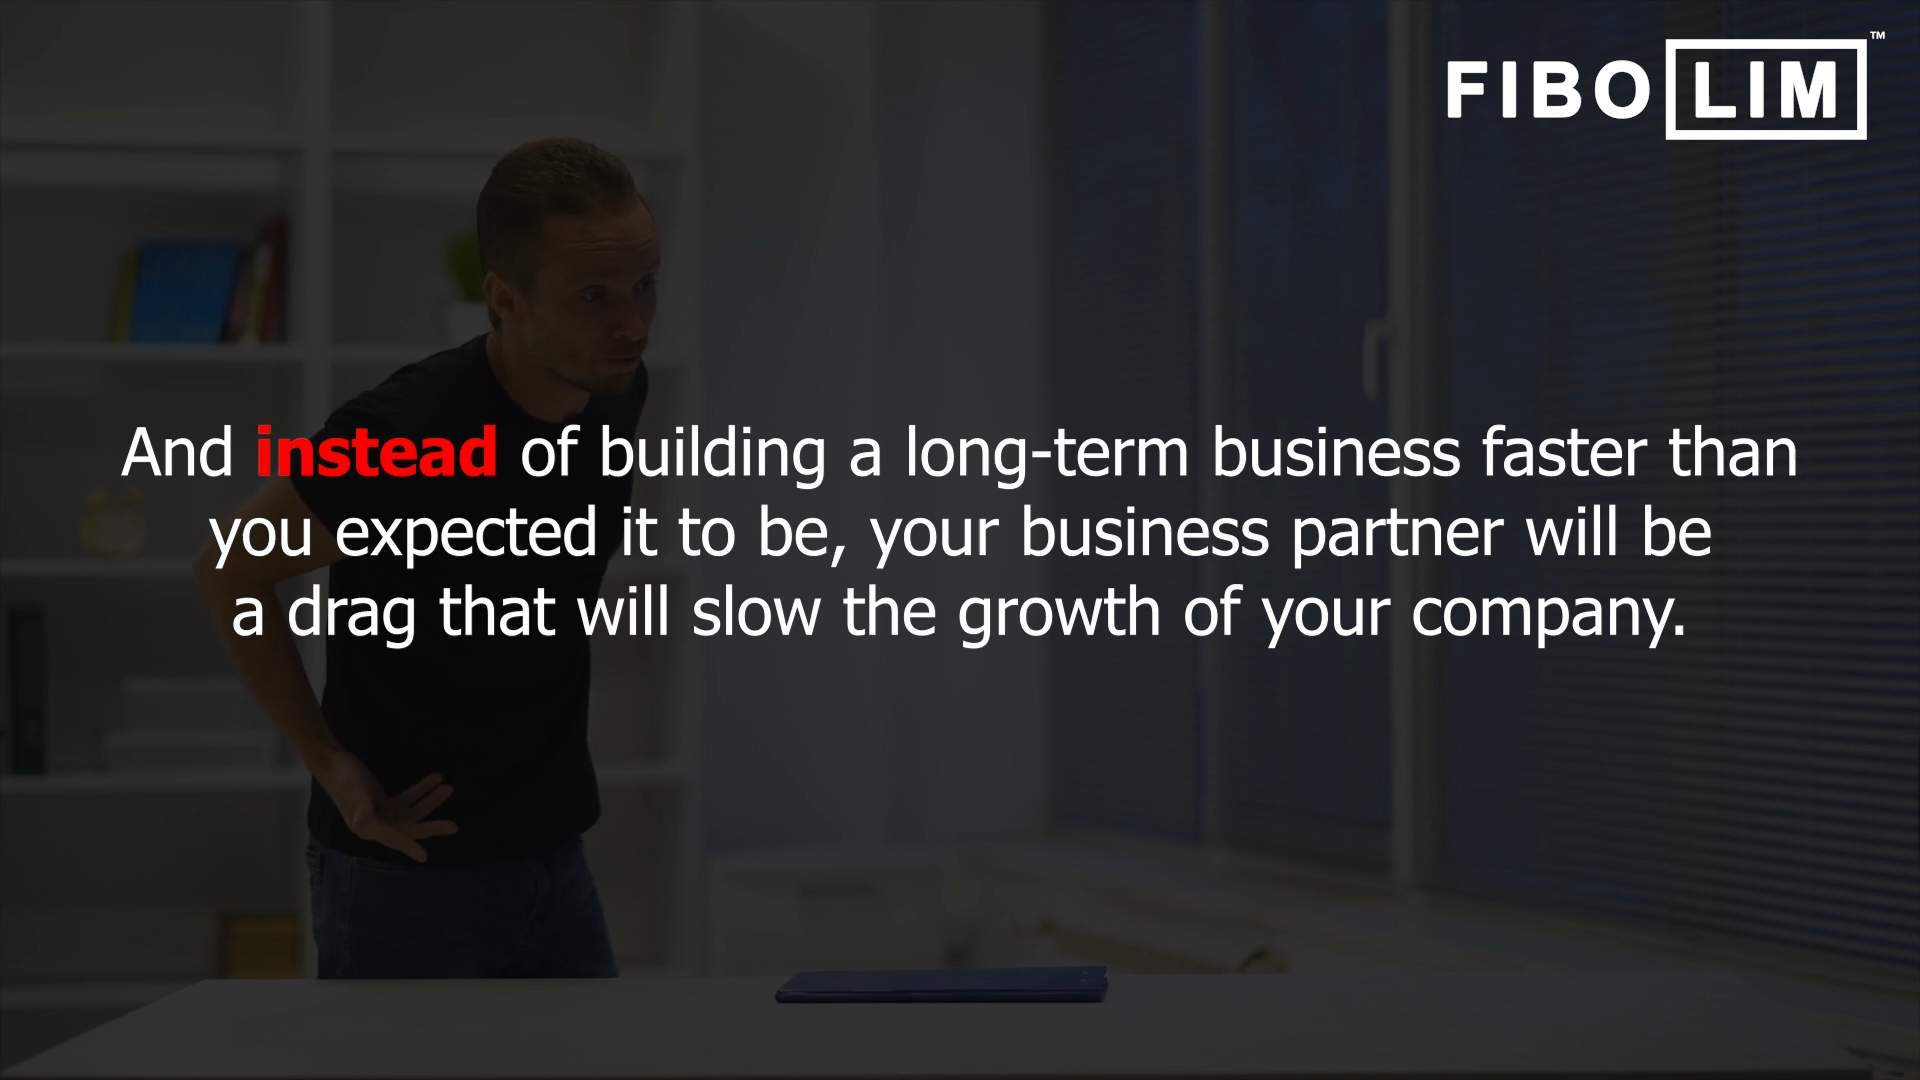 FIBO LIM™
And instead of building a long-term business faster than
you expected it to be, your business partner will be
a drag that will slow the growth of your company.